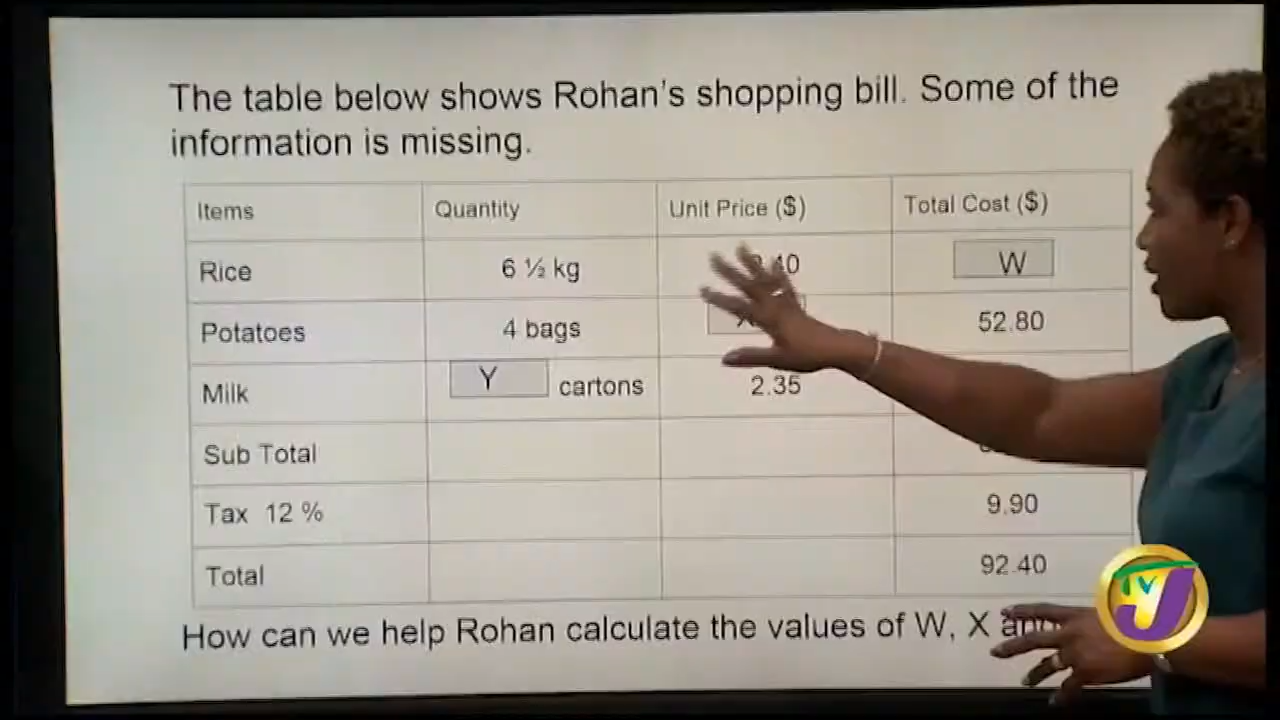 The table below shows Rohan's shopping bill. Some of the
information is missing.
Items Quantity Unit Price ($) Total Cost ($)
Rice 6 ½ kg W
Potatoes 4 bags 52.80
Milk Y cartons 2.35
Sub Total
Tax 12 % 9.90
Total 92.40
How can we help Rohan calculate the values of W, X
TVJ